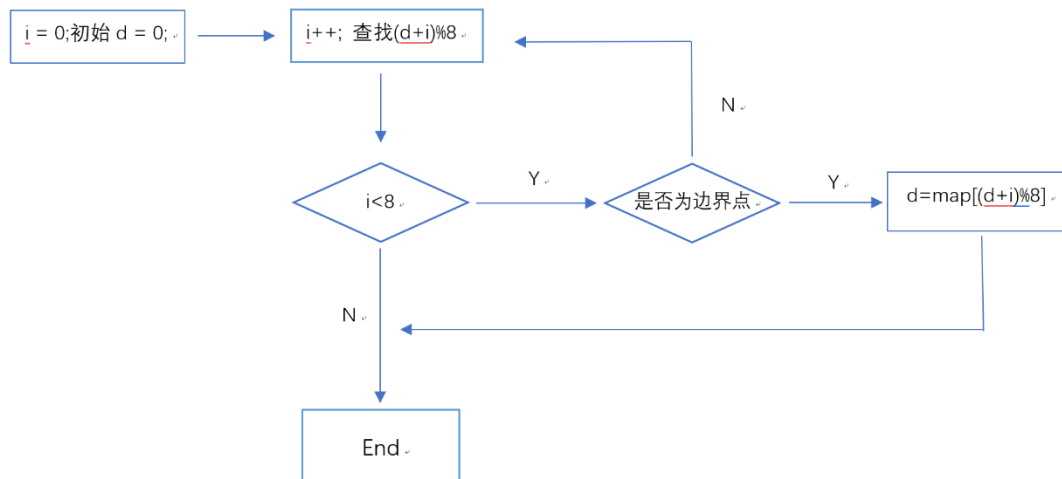 i = 0;初始 d = 0;
i++; 查找(d+i)%8
N
i<8
Y
是否为边界点
Y
d=map[(d+i)%8]
N
End